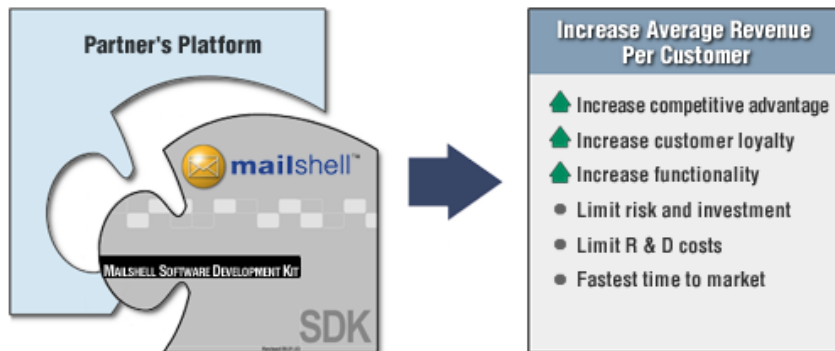 Partner's Platform
mailshell™
MAILSHELL SOFTWARE DEVELOPMENT KIT
SDK
Increase Average Revenue
Per Customer
Increase competitive advantage
Increase customer loyalty
Increase functionality
Limit risk and investment
Limit R & D costs
Fastest time to market